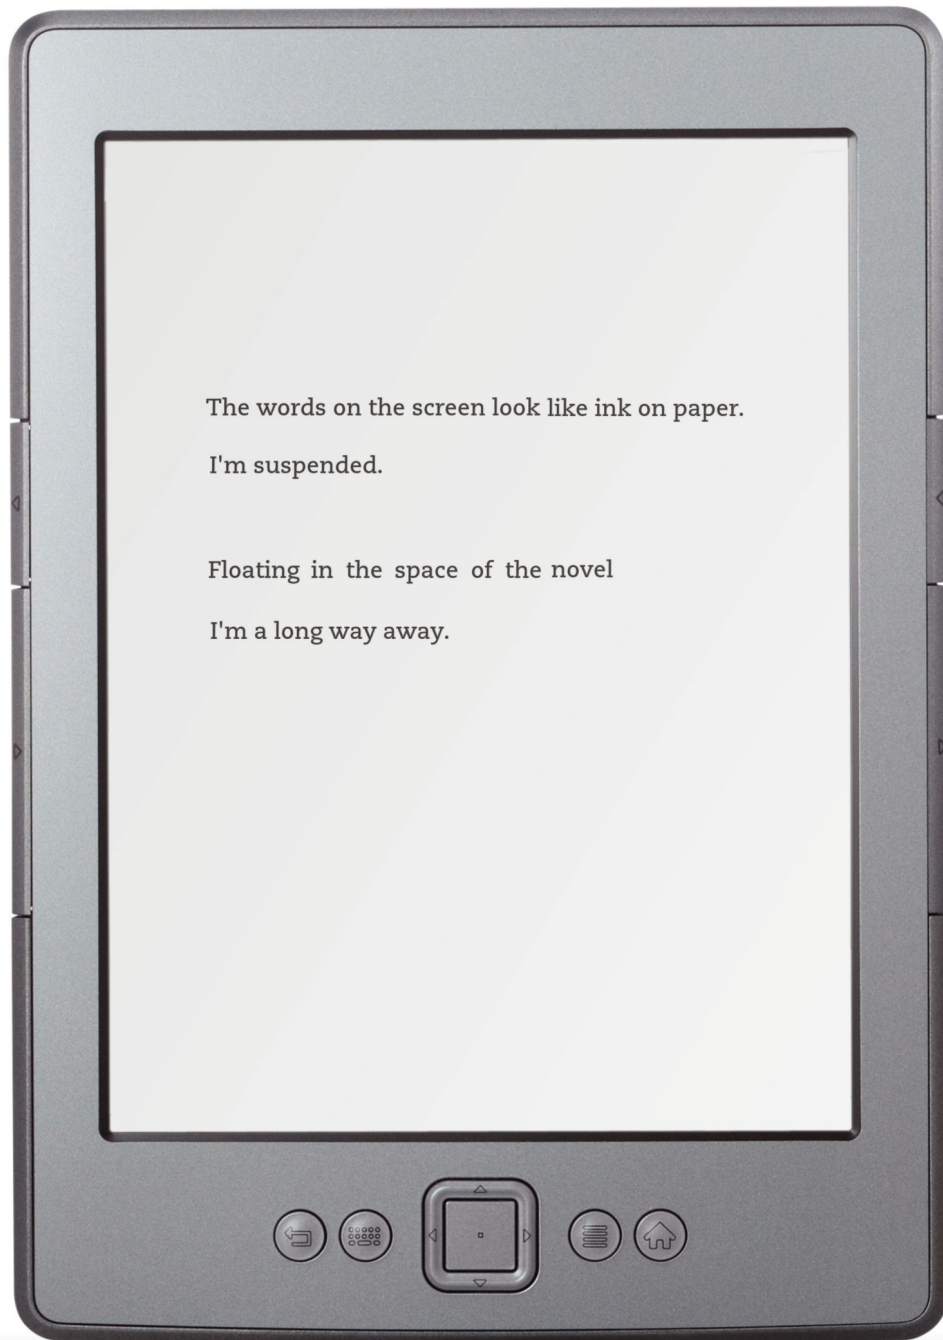 The words on the screen look like ink on paper.
I'm suspended.
Floating in the space of the novel
I'm a long way away.